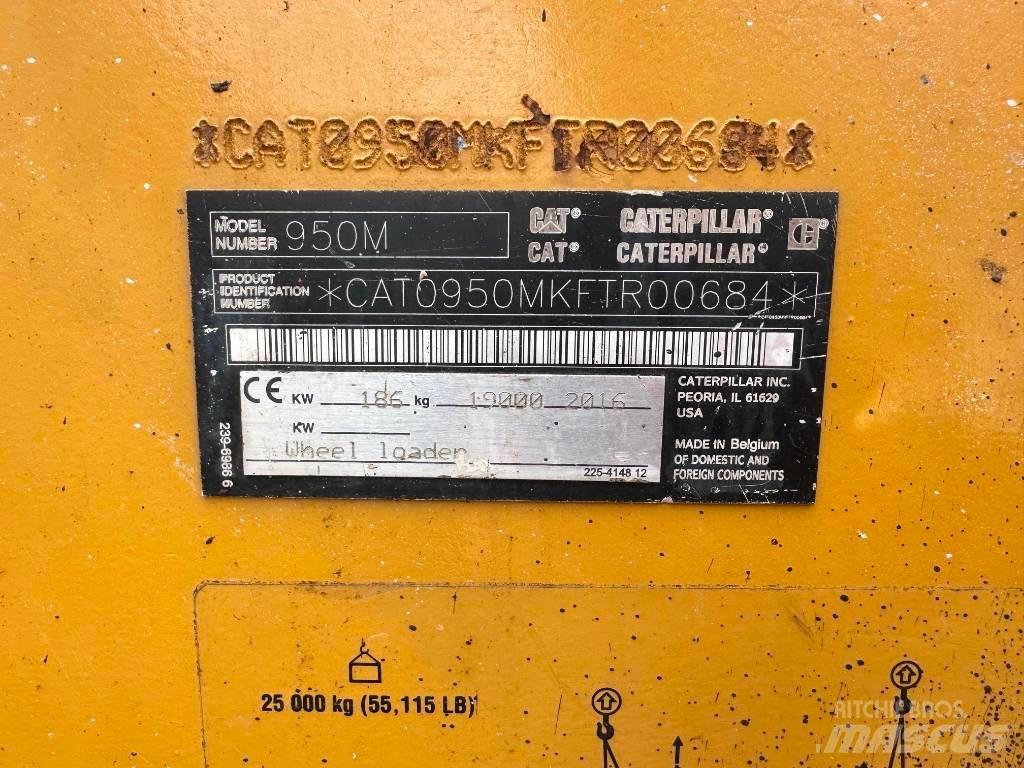 *CAT0950MKFTR00684*
MODEL NUMBER 950M
CAT® CATERPILLAR®
CAT® CATERPILLAR®
PRODUCT IDENTIFICATION NUMBER *CAT0950MKFTR00684*
*CAT0950MKFTR00684*
CE KW 186 kg 19000 2016
KW
Wheel loader
225-4148 12
239-6986 6
CATERPILLAR INC.
PEORIA, IL 61629
USA
MADE IN Belgium
OF DOMESTIC AND
FOREIGN COMPONENTS
25 000 kg (55,115 LB)
2
RITCHIE BROS.
MASCUS